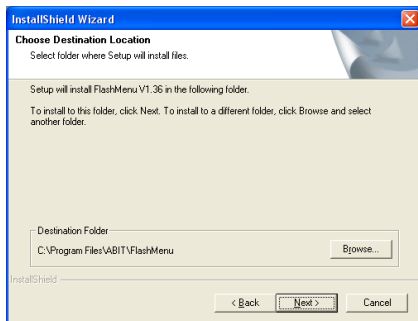 InstallShield Wizard
Choose Destination Location
Select folder where Setup will install files.
Setup will install FlashMenu V1.36 in the following folder.
To install to this folder, click Next. To install to a different folder, click Browse and select
another folder.
Destination Folder
C:\Program Files\ABIT\FlashMenu
Browse...
InstallShield
< Back
Next >
Cancel